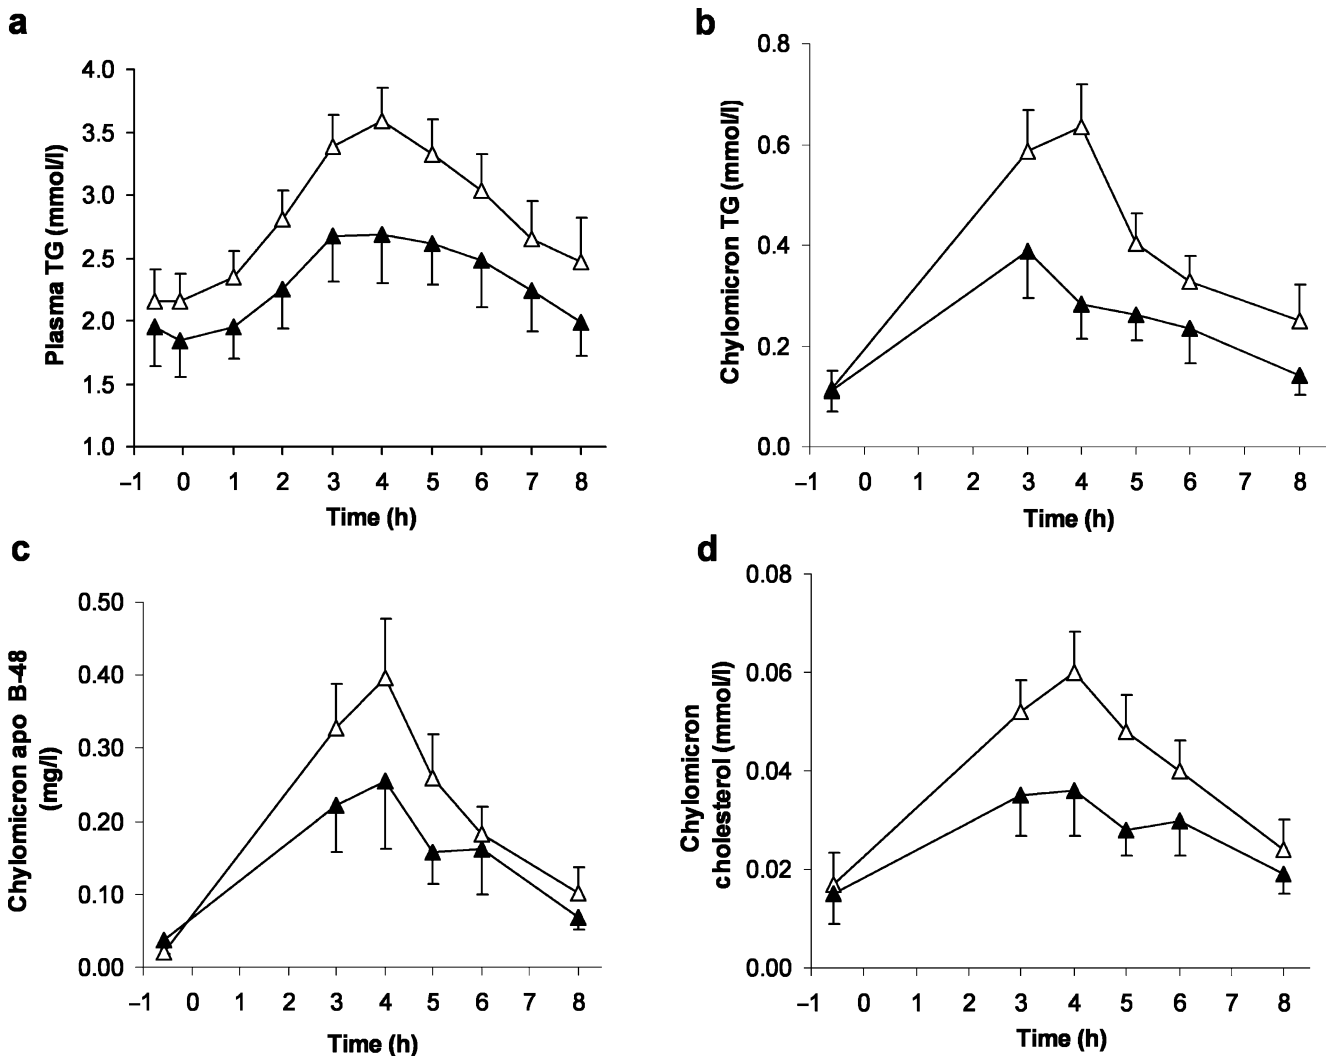 a
Plasma TG (mmol/l)
4.0
3.5
3.0
2.5
2.0
1.5
1.0
–1 0 1 2 3 4 5 6 7 8
Time (h)
b
Chylomicron TG (mmol/l)
0.8
0.6
0.4
0.2
0.0
–1 0 1 2 3 4 5 6 7 8
Time (h)
c
Chylomicron apo B-48
(mg/l)
0.50
0.40
0.30
0.20
0.10
0.00
–1 0 1 2 3 4 5 6 7 8
Time (h)
d
Chylomicron
cholesterol (mmol/l)
0.08
0.06
0.04
0.02
0.00
–1 0 1 2 3 4 5 6 7 8
Time (h)